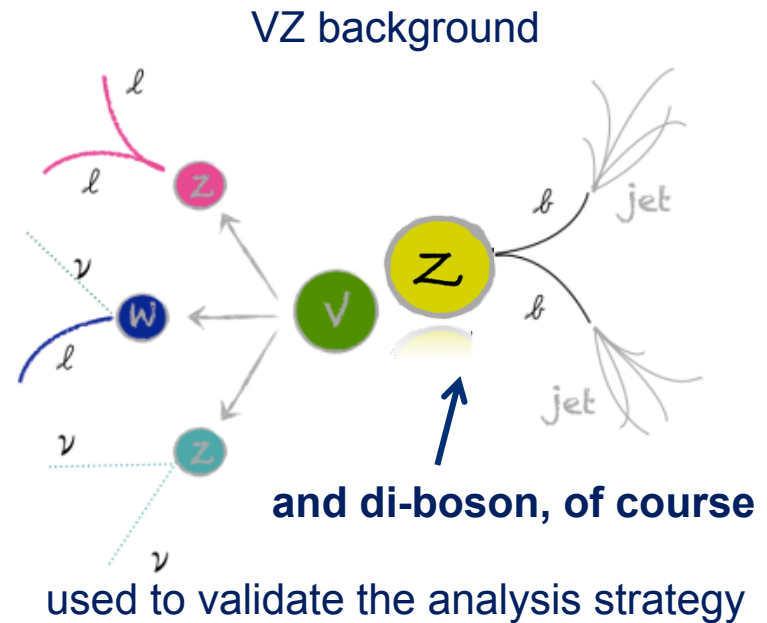 VZ background
l
l
Z
b
jet
ν
W
l
V
Z
b
jet
ν
Z
ν
and di-boson, of course
used to validate the analysis strategy